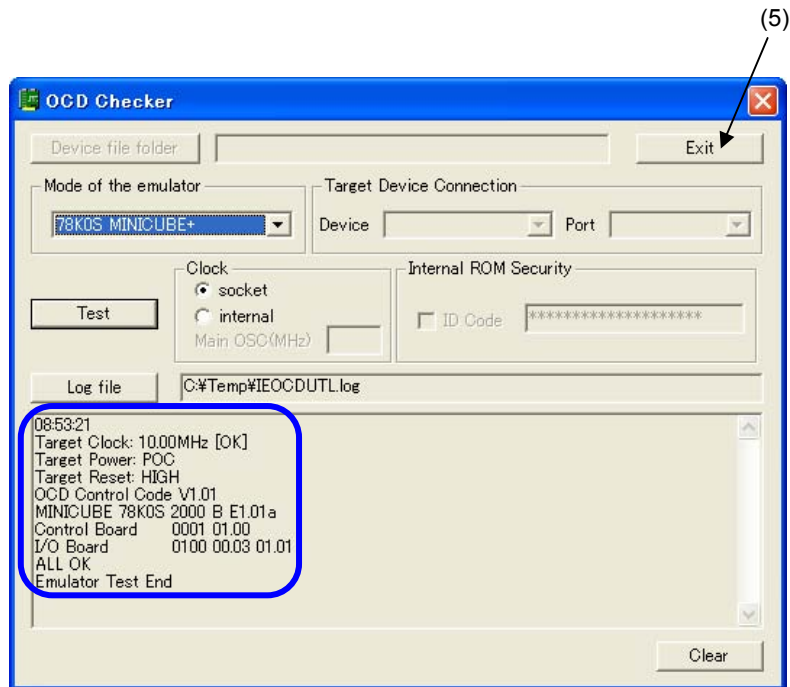 (5)
OCD Checker
Device file folder
Exit
Mode of the emulator
Target Device Connection
78K0S MINICUBE+
Device
Port
Clock
Internal ROM Security
socket
Test
internal
ID Code
*********************
Main OSC(MHz)
Log file
C:¥Temp¥IEOCDUTL.log
08:53:21
Target Clock: 10.00MHz [OK]
Target Power: POC
Target Reset: HIGH
OCD Control Code V1.01
MINICUBE 78K0S 2000 B E1.01a
Control Board 0001 01.00
I/O Board 0100 00.03 01.01
ALL OK
Emulator Test End
Clear